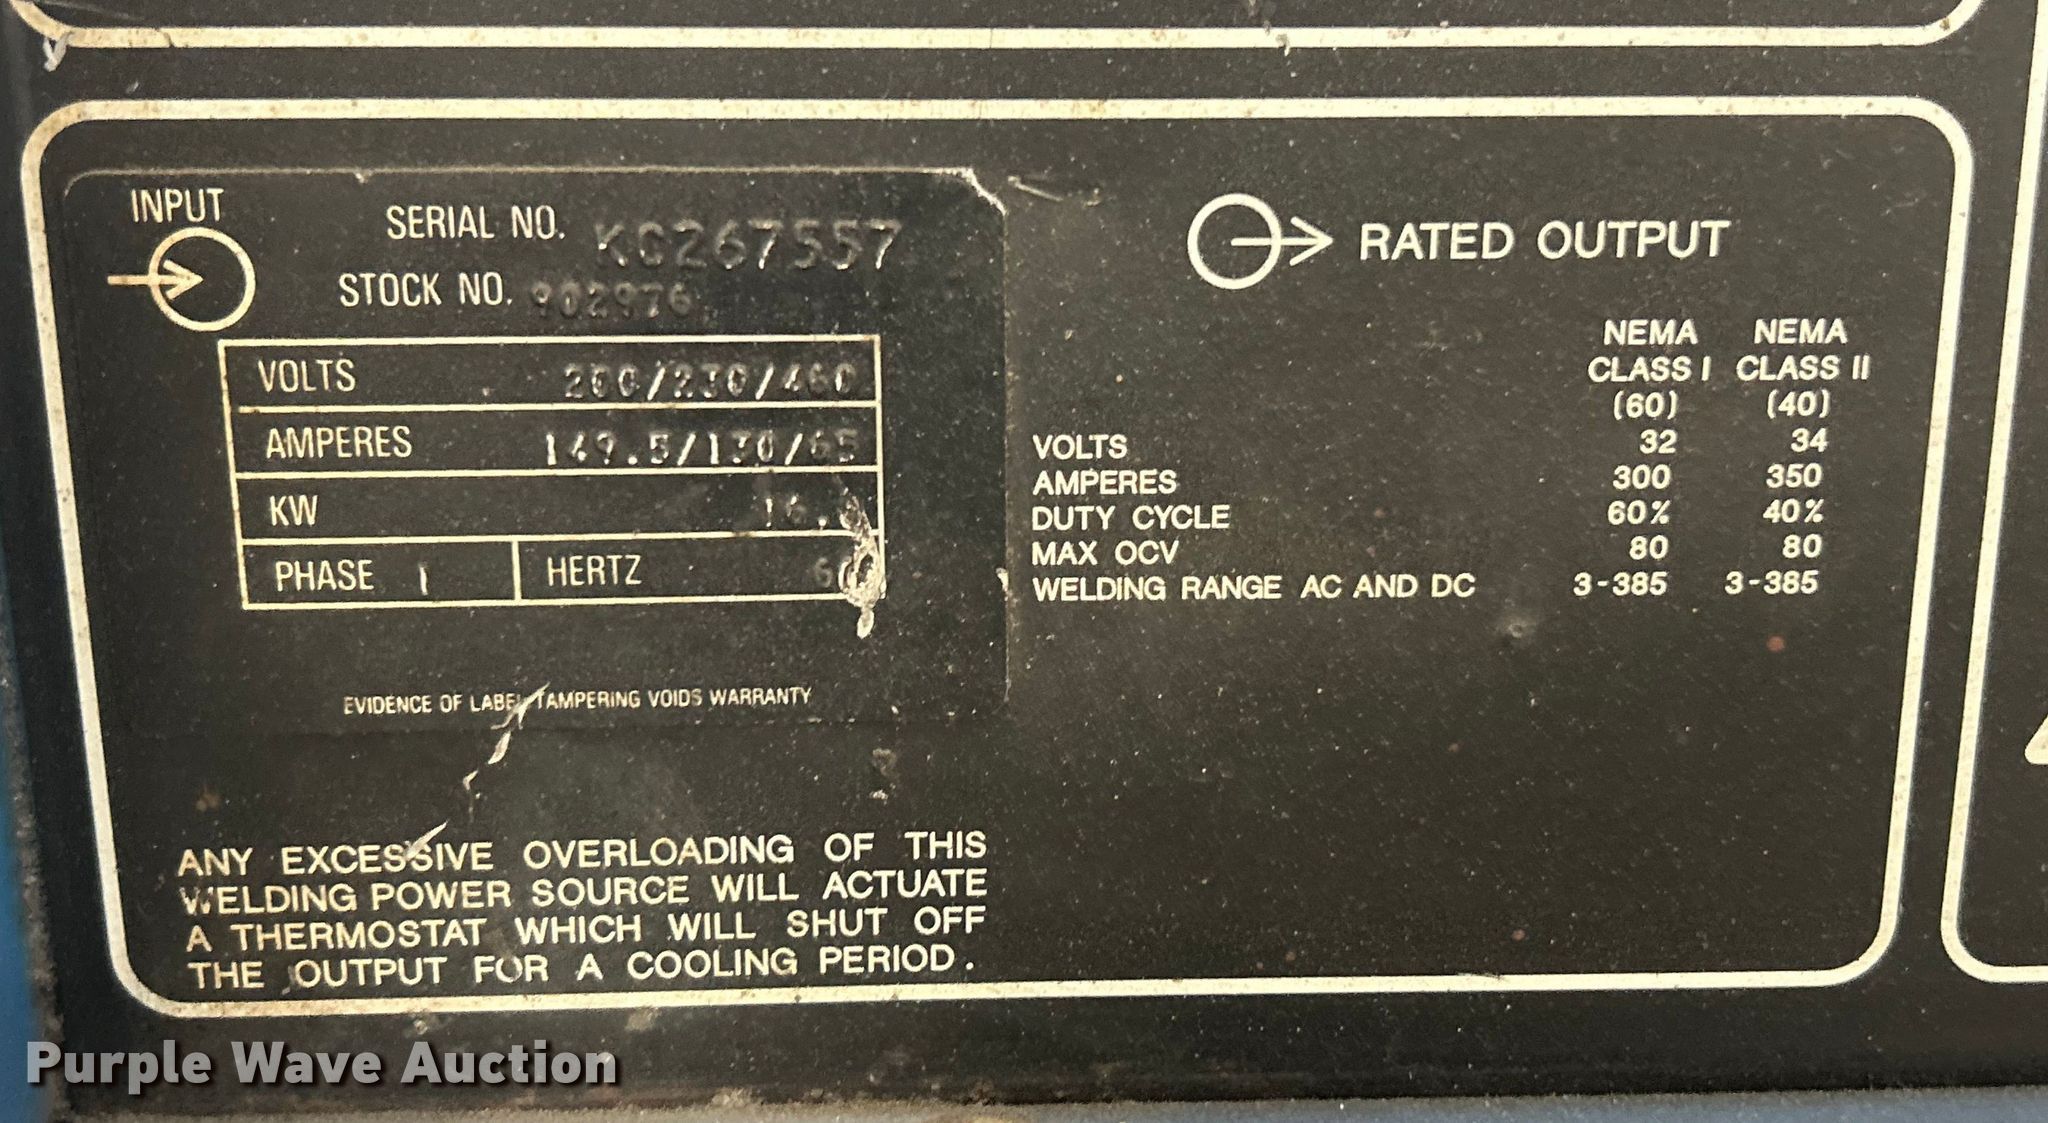 INPUT
SERIAL NO. KG267557
STOCK NO. 902976
VOLTS 200/230/460
AMPERES 149.5/130/65
KW
PHASE 1 HERTZ
EVIDENCE OF LABEL TAMPERING VOIDS WARRANTY
ANY EXCESSIVE OVERLOADING OF THIS
WELDING POWER SOURCE WILL ACTUATE
A THERMOSTAT WHICH WILL SHUT OFF
THE OUTPUT FOR A COOLING PERIOD.
RATED OUTPUT
NEMA NEMA
CLASS I CLASS II
(60) (40)
VOLTS 32 34
AMPERES 300 350
DUTY CYCLE 60% 40%
MAX OCV 80 80
WELDING RANGE AC AND DC 3-385 3-385
Purple Wave Auction